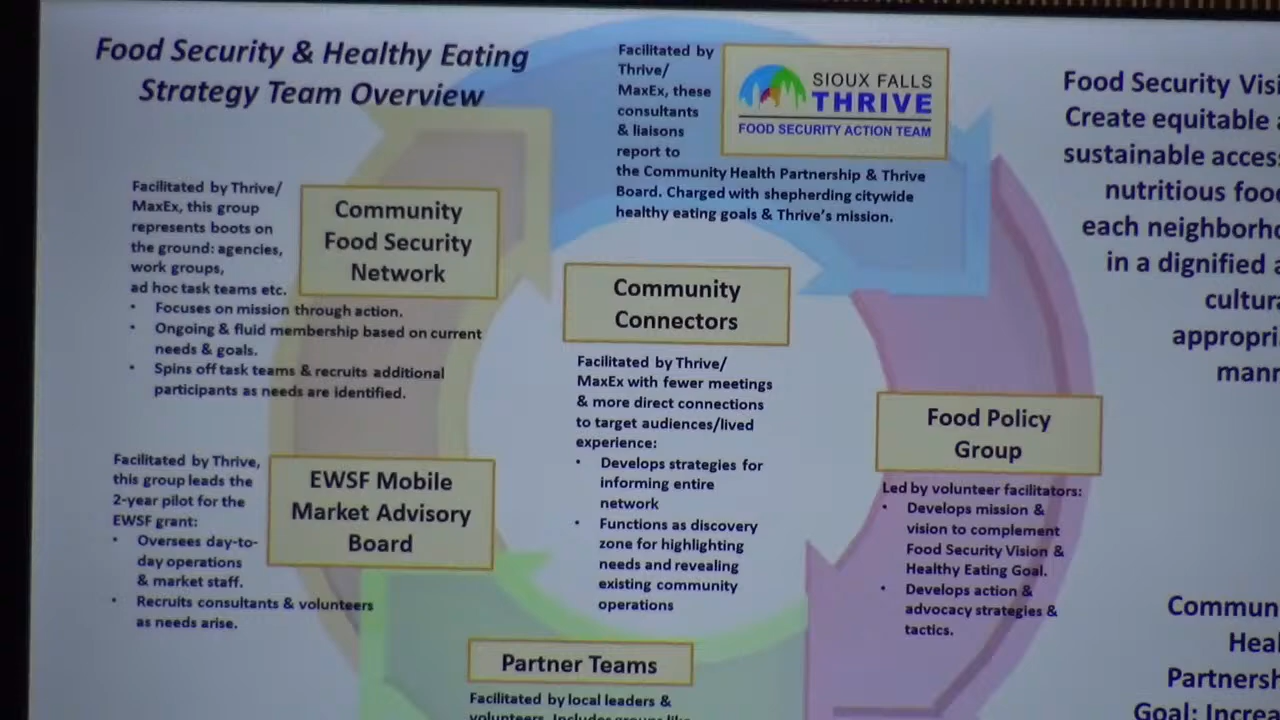 Food Security & Healthy Eating
Strategy Team Overview
Facilitated by
Thrive/
MaxEx, these
consultants
& liaisons
report to
the Community Health Partnership & Thrive
Board. Charged with shepherding citywide
healthy eating goals & Thrive's mission.
SIOUX FALLS
THRIVE
FOOD SECURITY ACTION TEAM
Food Security
Create equitable
sustainable
nutritious
each
in a dignified
mann
Facilitated by Thrive/
MaxEx, this group
represents boots on
the ground: agencies,
work groups,
ad hoc task teams etc.
• Focuses on mission through action.
• Ongoing & fluid membership based on current
needs & goals.
• Spins off task teams & recruits additional
participants as needs are identified.
Community
Food Security
Network
Community
Connectors
Facilitated by Thrive/
MaxEx with fewer meetings
& more direct connections
to target audiences/lived
experience:
• Develops strategies for
informing entire
network
• Functions as discovery
zone for highlighting
needs and revealing
existing community
operations
Food Policy
Group
Led by volunteer facilitators:
• Develops mission &
vision to complement
Food Security Vision &
Healthy Eating Goal.
• Develops action &
advocacy strategies &
tactics.
Facilitated by Thrive,
this group leads the
2-year pilot for the
EWSF grant:
• Oversees day-to-
day operations
& market staff.
• Recruits consultants & volunteers
as needs arise.
EWSF Mobile
Market Advisory
Board
Partner Teams
Facilitated by local leaders &
volunteers. Includes groups like
Commun
Heal
Partnersh
Goal: Increa